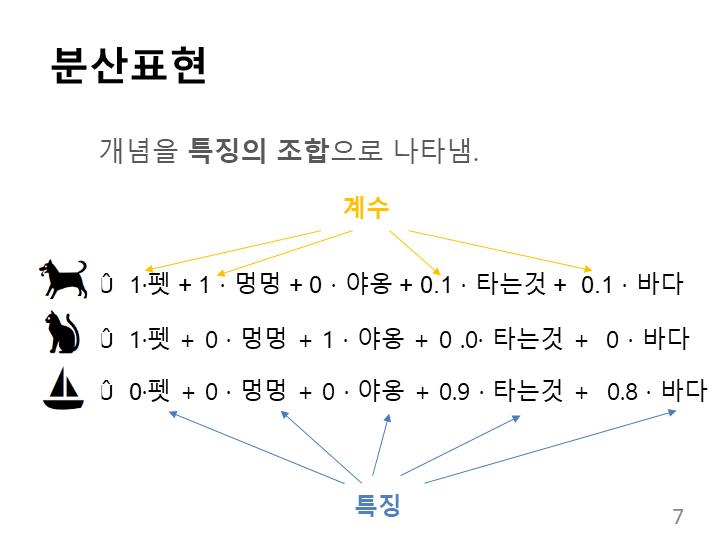 분산표현
개념을 특징의 조합으로 나타냄.
계수
Û 1·펫 + 1 · 멍멍 + 0 · 야옹 + 0.1 · 타는것 + 0.1 · 바다
Û 1·펫 + 0 · 멍멍 + 1 · 야옹 + 0 .0· 타는것 + 0 · 바다
Û 0·펫 + 0 · 멍멍 + 0 · 야옹 + 0.9 · 타는것 + 0.8 · 바다
특징
7